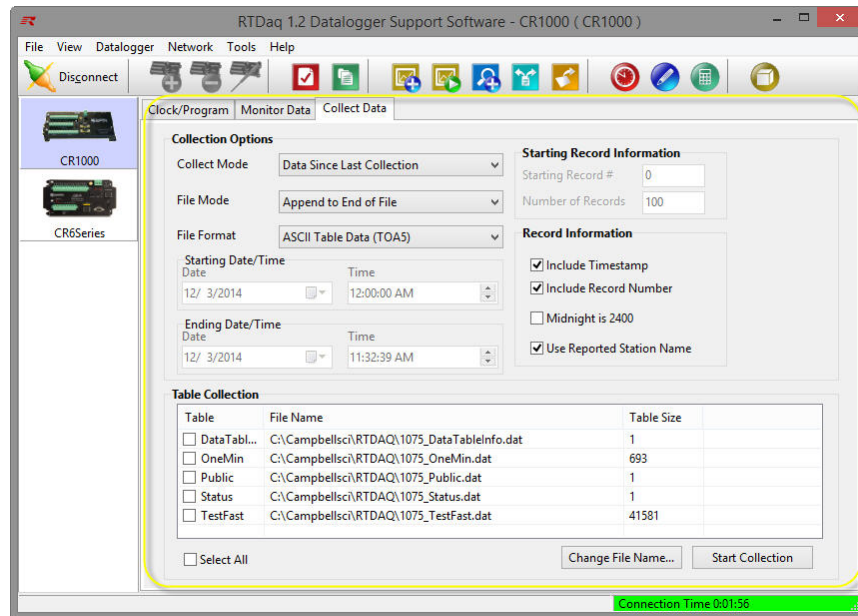 RTDaq 1.2 Datalogger Support Software - CR1000 ( CR1000 )
File View Datalogger Network Tools Help
Disconnect
CR1000
CR6Series
Clock/Program Monitor Data Collect Data
Collection Options
Collect Mode Data Since Last Collection
File Mode Append to End of File
File Format ASCII Table Data (TOA5)
Starting Date/Time
Date Time
12/ 3/2014 12:00:00 AM
Ending Date/Time
Date Time
12/ 3/2014 11:32:39 AM
Starting Record Information
Starting Record # 0
Number of Records 100
Record Information
Include Timestamp
Include Record Number
Midnight is 2400
Use Reported Station Name
Table Collection
Table File Name Table Size
DataTabl... C:\Campbellsci\RTDAQ\1075_DataTableInfo.dat 1
OneMin C:\Campbellsci\RTDAQ\1075_OneMin.dat 693
Public C:\Campbellsci\RTDAQ\1075_Public.dat 1
Status C:\Campbellsci\RTDAQ\1075_Status.dat 1
TestFast C:\Campbellsci\RTDAQ\1075_TestFast.dat 41581
Select All Change File Name... Start Collection
Connection Time 0:01:56